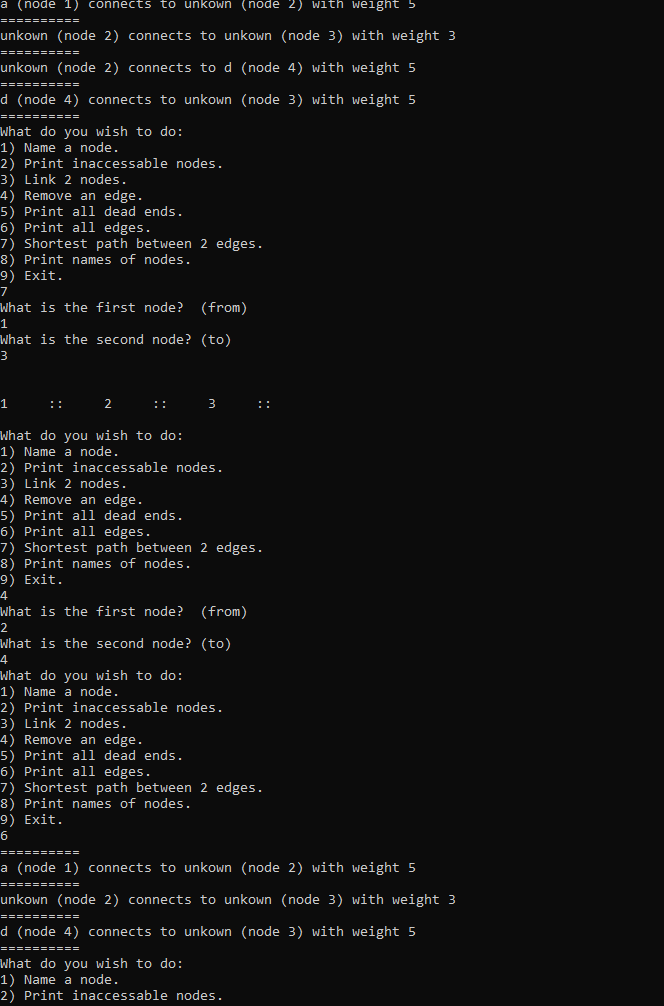 a (node 1) connects to unkown (node 2) with weight 5
==========
unkown (node 2) connects to unkown (node 3) with weight 3
==========
unkown (node 2) connects to d (node 4) with weight 5
==========
d (node 4) connects to unkown (node 3) with weight 5
==========
What do you wish to do:
1) Name a node.
2) Print inaccessable nodes.
3) Link 2 nodes.
4) Remove an edge.
5) Print all dead ends.
6) Print all edges.
7) Shortest path between 2 edges.
8) Print names of nodes.
9) Exit.
7
What is the first node?  (from)
1
What is the second node? (to)
3
1     ::     2     ::     3     ::
What do you wish to do:
1) Name a node.
2) Print inaccessable nodes.
3) Link 2 nodes.
4) Remove an edge.
5) Print all dead ends.
6) Print all edges.
7) Shortest path between 2 edges.
8) Print names of nodes.
9) Exit.
4
What is the first node?  (from)
2
What is the second node? (to)
4
What do you wish to do:
1) Name a node.
2) Print inaccessable nodes.
3) Link 2 nodes.
4) Remove an edge.
5) Print all dead ends.
6) Print all edges.
7) Shortest path between 2 edges.
8) Print names of nodes.
9) Exit.
6
==========
a (node 1) connects to unkown (node 2) with weight 5
==========
unkown (node 2) connects to unkown (node 3) with weight 3
==========
d (node 4) connects to unkown (node 3) with weight 5
==========
What do you wish to do:
1) Name a node.
2) Print inaccessable nodes.